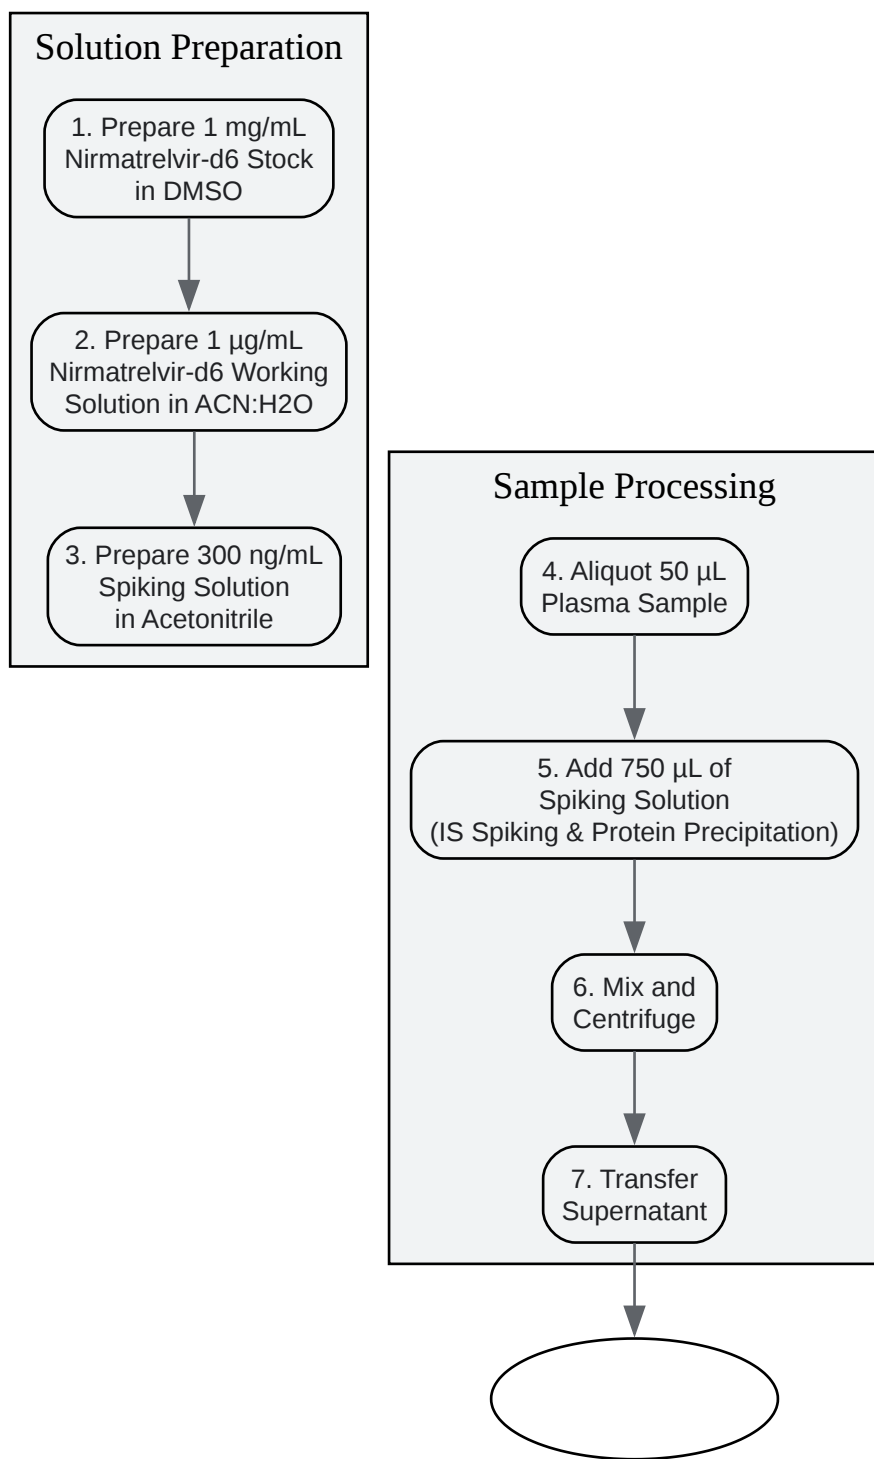 Solution Preparation
1. Prepare 1 mg/mL
Nirmatrelvir-d6 Stock
in DMSO
2. Prepare 1 µg/mL
Nirmatrelvir-d6 Working
Solution in ACN:H2O
3. Prepare 300 ng/mL
Spiking Solution
in Acetonitrile
Sample Processing
4. Aliquot 50 µL
Plasma Sample
5. Add 750 µL of
Spiking Solution
(IS Spiking & Protein Precipitation)
6. Mix and
Centrifuge
7. Transfer
Supernatant